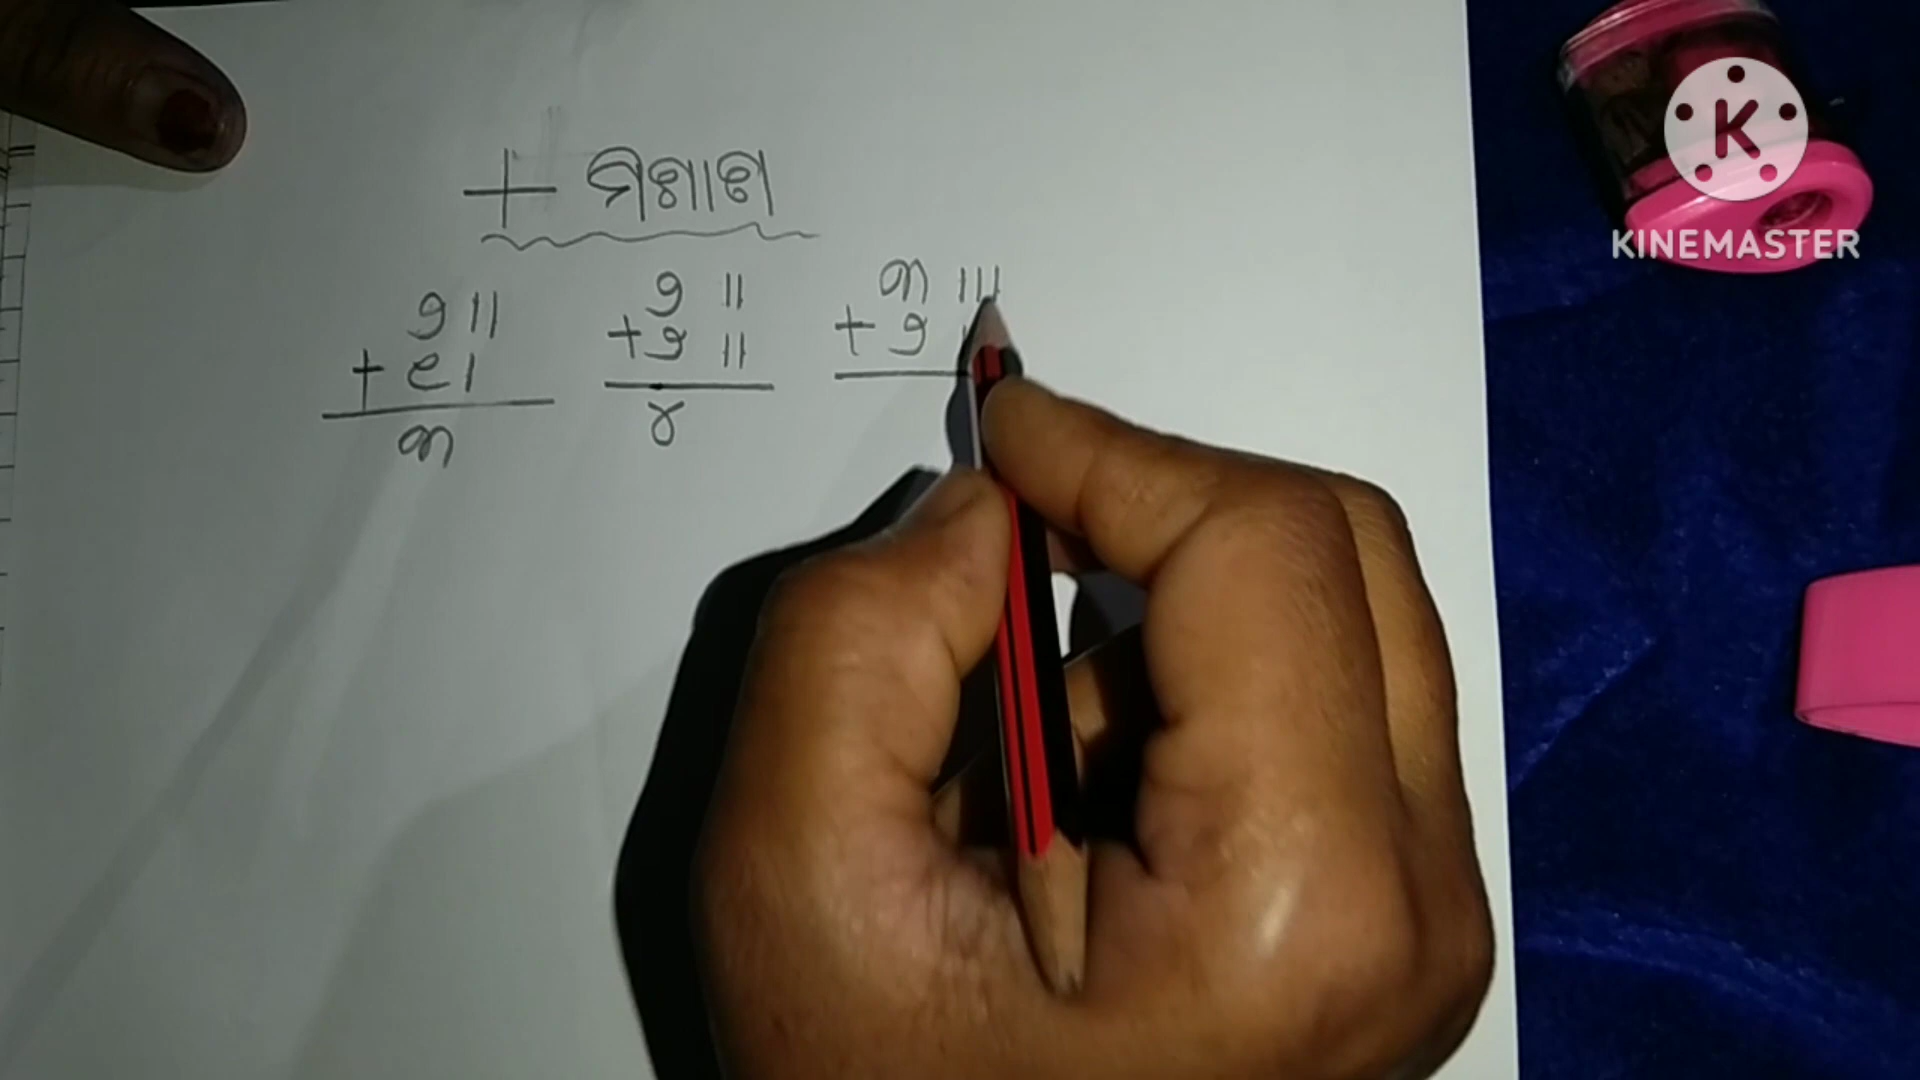 + ମିଶାଣ
୨ ||
+ ୧ |
୩
୨ ||
+ ୨ ||
୪
୩ |||
+ ୨
KINEMASTER